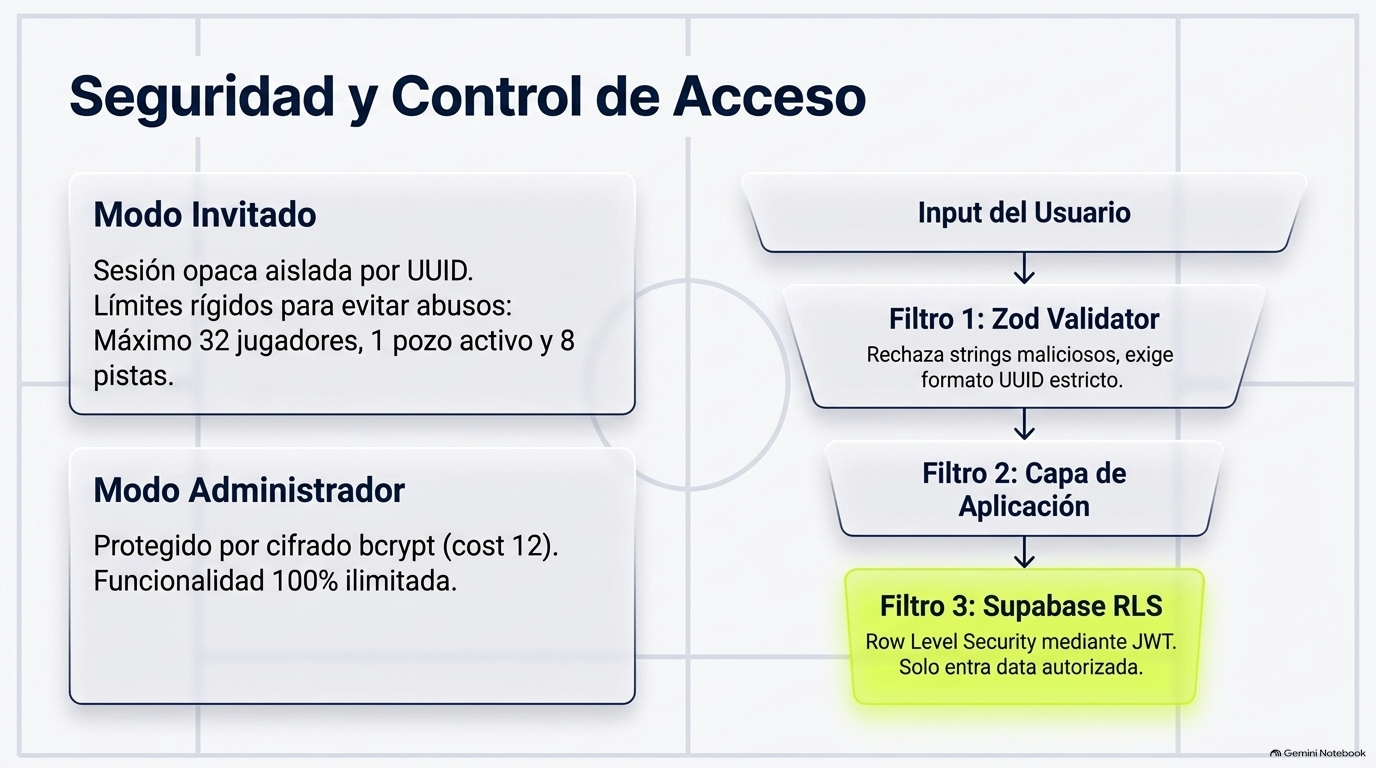 Seguridad y Control de Acceso
Modo Invitado
Sesión opaca aislada por UUID.
Límites rígidos para evitar abusos:
Máximo 32 jugadores, 1 pozo activo y 8
pistas.
Modo Administrador
Protegido por cifrado bcrypt (cost 12).
Funcionalidad 100% ilimitada.
Input del Usuario
Filtro 1: Zod Validator
Rechaza strings maliciosos, exige
formato UUID estricto.
Filtro 2: Capa de
Aplicación
Filtro 3: Supabase RLS
Row Level Security mediante JWT.
Solo entra data autorizada.
Gemini Notebook